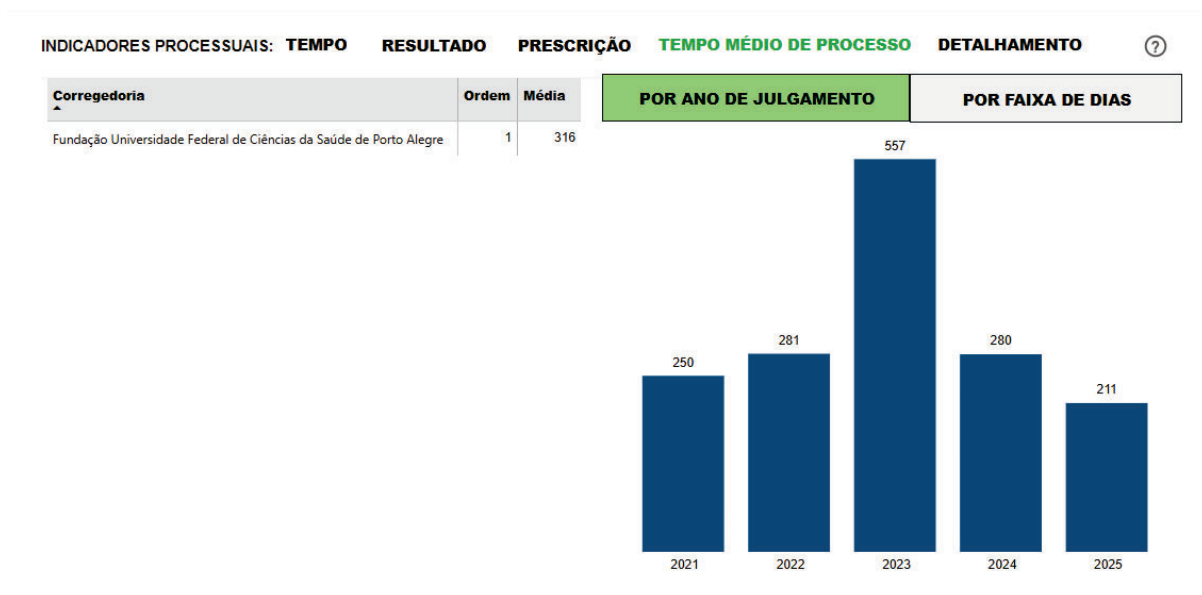 INDICADORES PROCESSUAIS: TEMPO RESULTADO PRESCRIÇÃO TEMPO MÉDIO DE PROCESSO DETALHAMENTO ?
Corregedoria Ordem Média
Fundação Universidade Federal de Ciências da Saúde de Porto Alegre 1 316
POR ANO DE JULGAMENTO POR FAIXA DE DIAS
557
281 280
250
211
2021 2022 2023 2024 2025